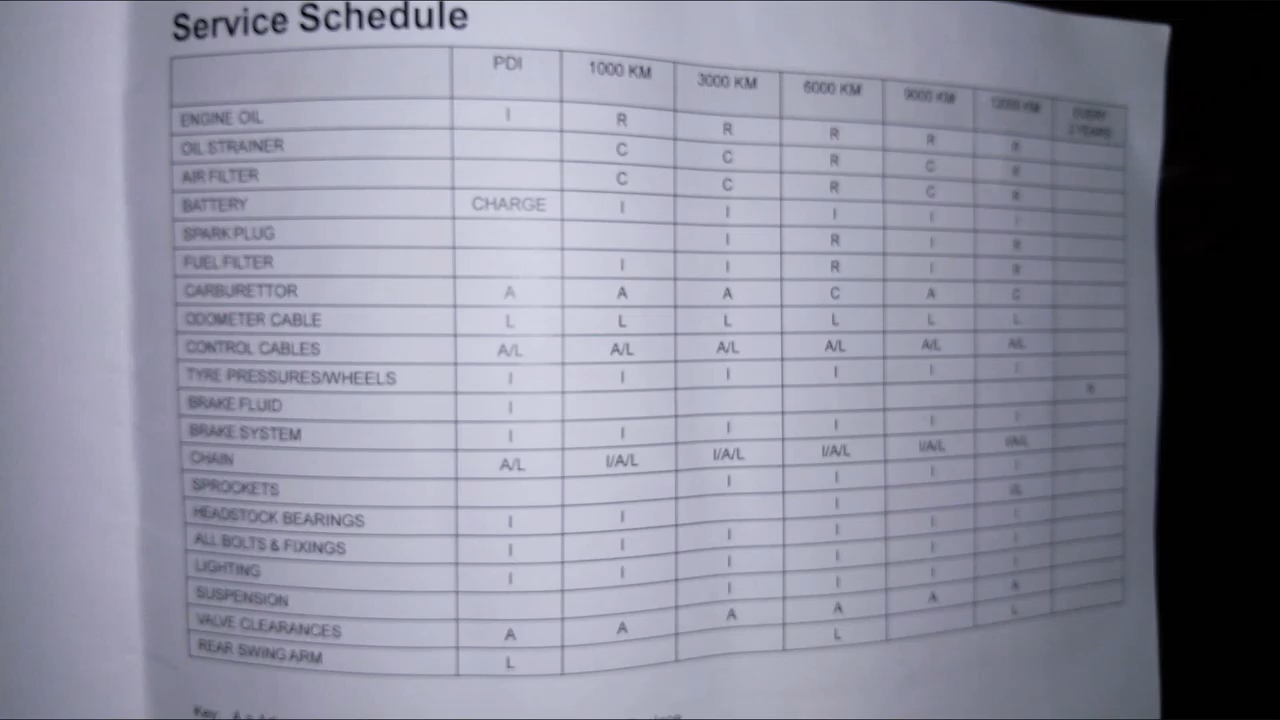 Service Schedule
PDI 1000 KM 3000 KM 6000 KM 9000 KM 12000 KM EVERY 2 YEARS
ENGINE OIL I R R R R R
OIL STRAINER C C R C R
AIR FILTER C C R C R
BATTERY CHARGE I I I I I
SPARK PLUG I R I R
FUEL FILTER I I R I R
CARBURETTOR A A A C A C
ODOMETER CABLE L L L L L L
CONTROL CABLES A/L A/L A/L A/L A/L A/L
TYRE PRESSURES/WHEELS I I I I I I
BRAKE FLUID I R
BRAKE SYSTEM I I I I I I
CHAIN A/L I/A/L I/A/L I/A/L I/A/L I/A/L
SPROCKETS I I I I
HEADSTOCK BEARINGS I I I
ALL BOLTS & FIXINGS I I I I I I
LIGHTING I I I I I I
SUSPENSION I I I I
VALVE CLEARANCES A A A A A A
REAR SWING ARM L L L
Key A =